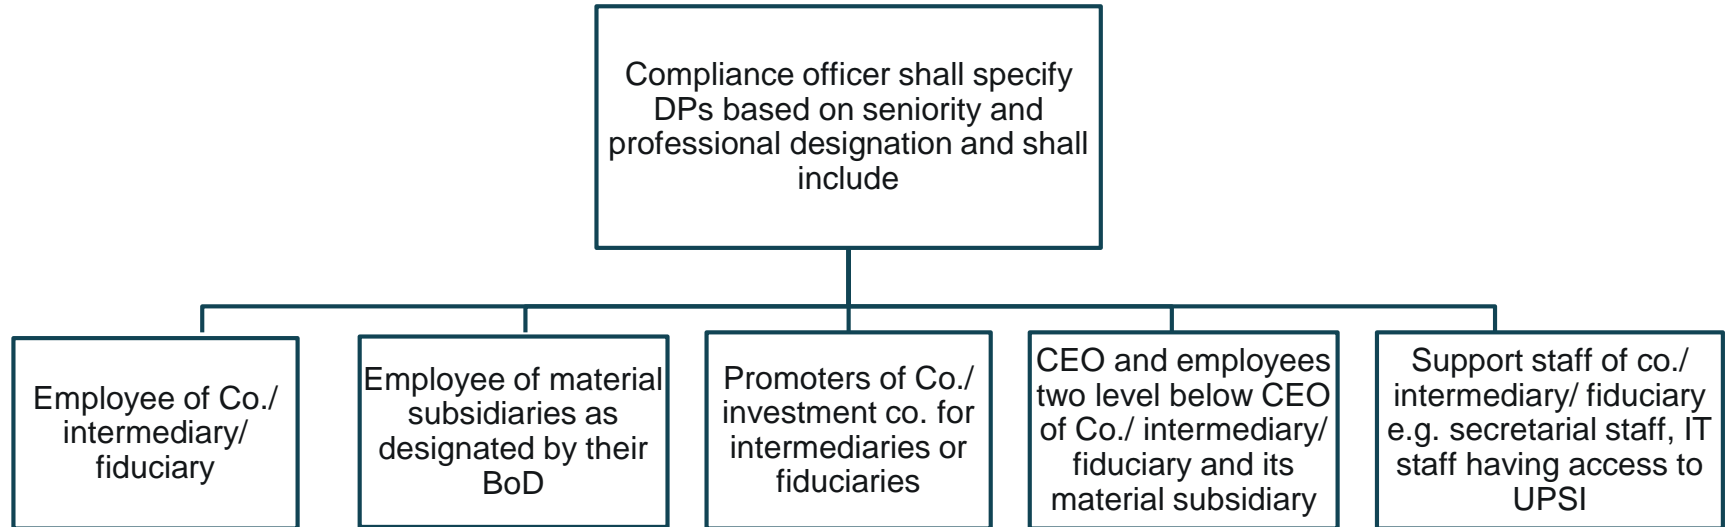 Compliance officer shall specify
DPs based on seniority and
professional designation and shall
include
Employee of Co./
intermediary/
fiduciary
Employee of material
subsidiaries as
designated by their
BoD
Promoters of Co./
investment co. for
intermediaries or
fiduciaries
CEO and employees
two level below CEO
of Co./ intermediary/
fiduciary and its
material subsidiary
Support staff of co./
intermediary/ fiduciary
e.g. secretarial staff, IT
staff having access to
UPSI